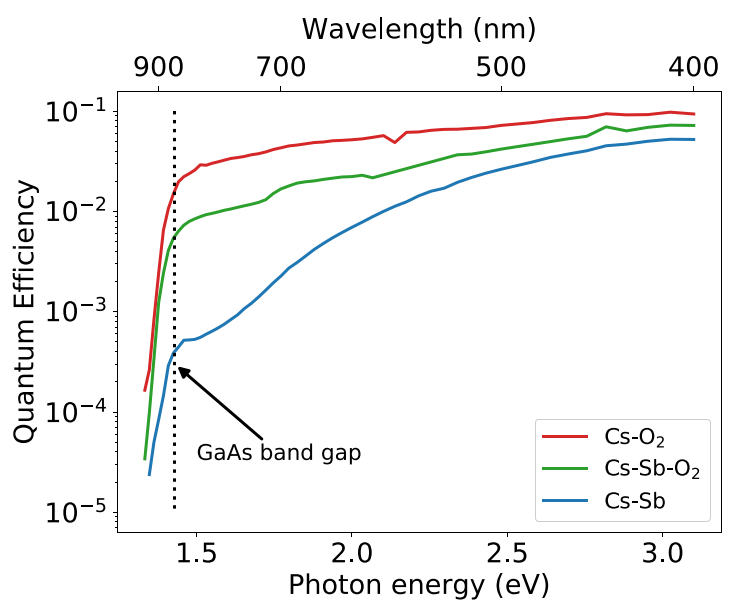 Wavelength (nm)
900 700 500 400
10⁻¹
10⁻²
10⁻³
10⁻⁴
10⁻⁵
Quantum Efficiency
GaAs band gap
Cs-O₂
Cs-Sb-O₂
Cs-Sb
1.5 2.0 2.5 3.0
Photon energy (eV)